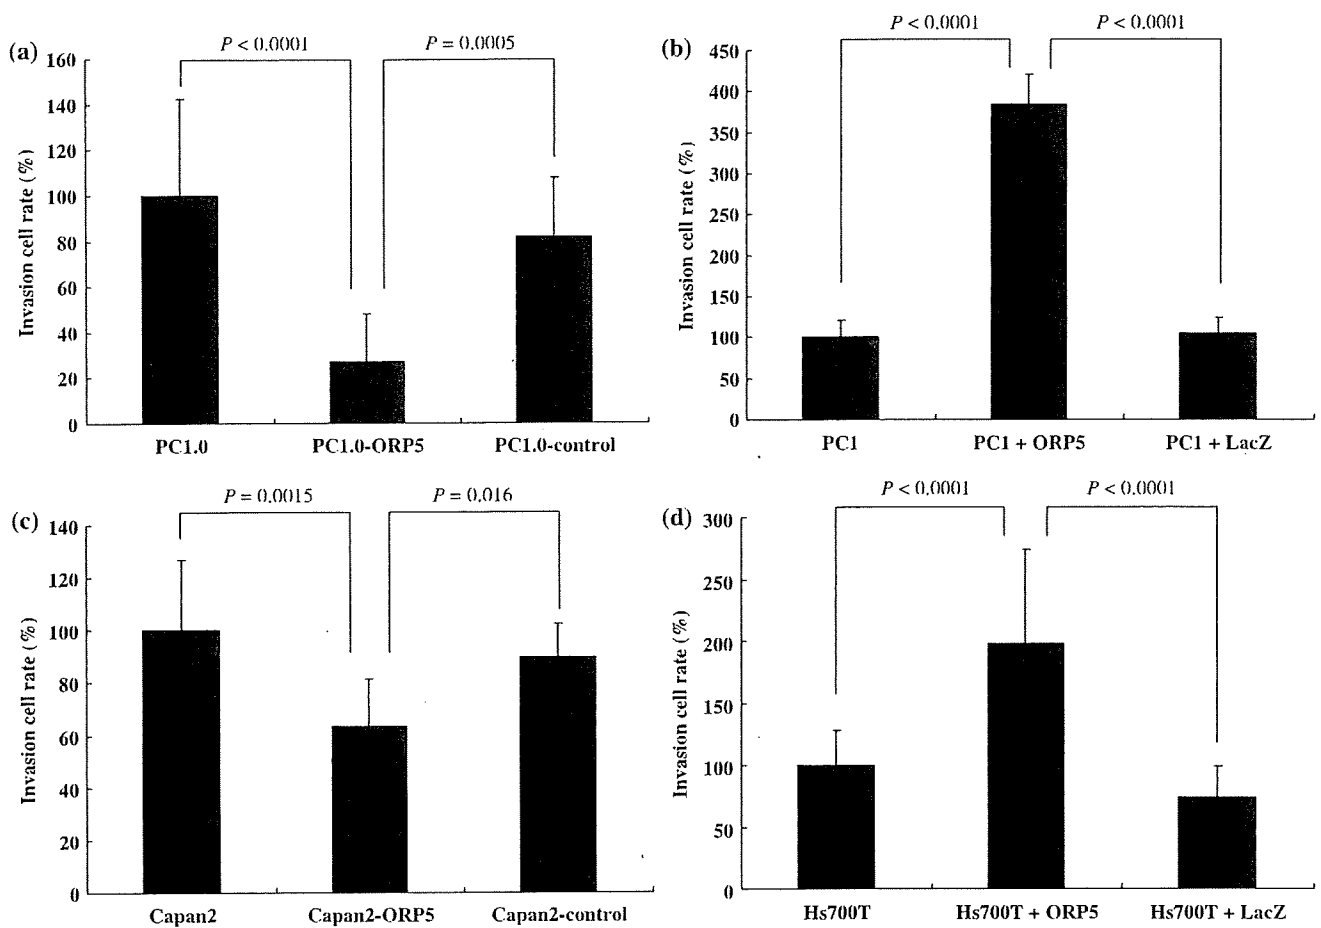 (a)
P < 0.0001
P = 0.0005
Invasion cell rate (%)
160
140
120
100
80
60
40
20
0
PC1.0
PC1.0-ORP5
PC1.0-control
(b)
P < 0.0001
P < 0.0001
Invasion cell rate (%)
450
400
350
300
250
200
150
100
50
0
PC1
PC1 + ORP5
PC1 + LacZ
(c)
P = 0.0015
P = 0.016
Invasion cell rate (%)
140
120
100
80
60
40
20
0
Capan2
Capan2-ORP5
Capan2-control
(d)
P < 0.0001
P < 0.0001
Invasion cell rate (%)
300
250
200
150
100
50
0
Hs700T
Hs700T + ORP5
Hs700T + LacZ